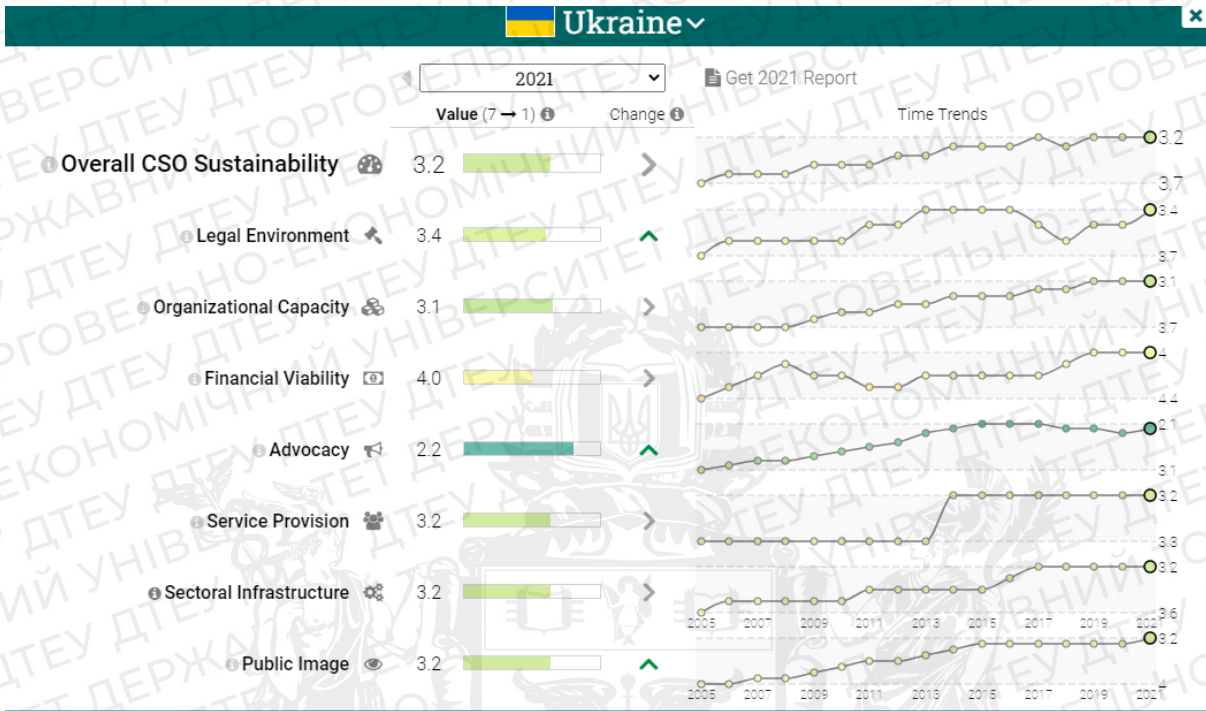 Ukraine
2021
Get 2021 Report
Value (7 → 1) Change Time Trends
Overall CSO Sustainability 3.2 3.2
3.7
Legal Environment 3.4 3.4
3.7
Organizational Capacity 3.1 3.1
3.7
Financial Viability 4.0 4
4.4
Advocacy 2.2 2.1
3.1
Service Provision 3.2 3.2
3.3
Sectoral Infrastructure 3.2 3.2
3.6
2005 2007 2009 2011 2013 2015 2017 2019 2021
Public Image 3.2 3.2
4
2005 2007 2009 2011 2013 2015 2017 2019 2021